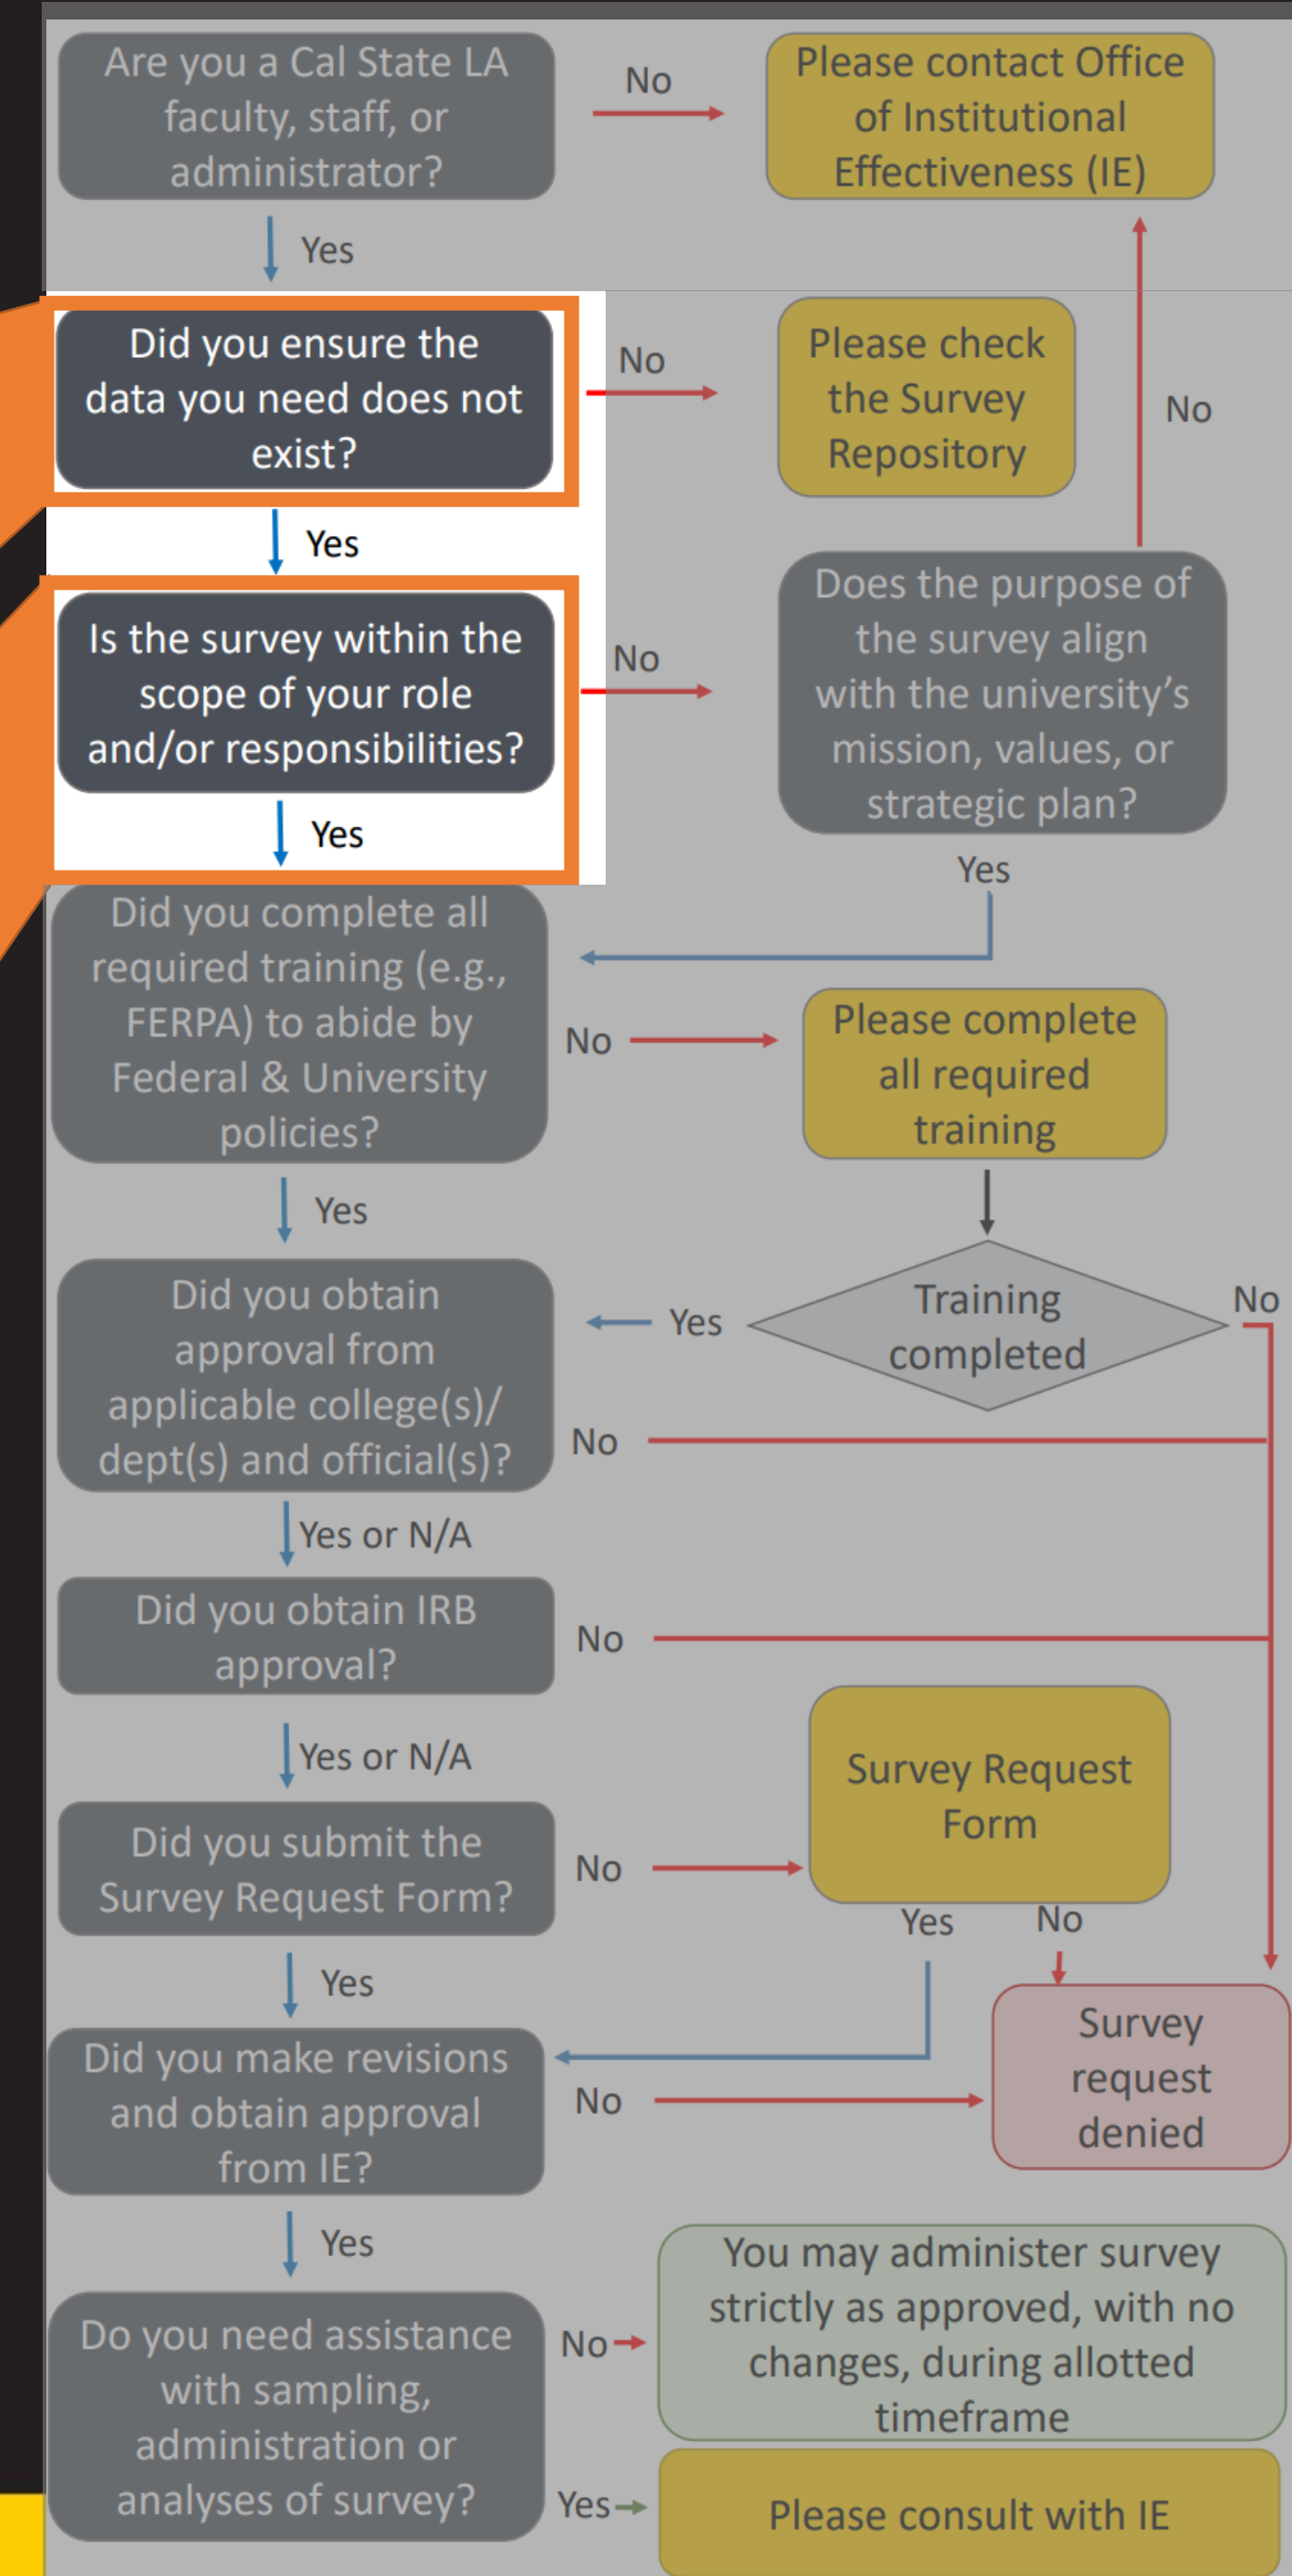 Are you a Cal State LA
faculty, staff, or
administrator?
No
Please contact Office
of Institutional
Effectiveness (IE)
Yes
Did you ensure the
data you need does not
exist?
No
Please check
the Survey
Repository
No
Yes
Is the survey within the
scope of your role
and/or responsibilities?
No
Does the purpose of
the survey align
with the university’s
mission, values, or
strategic plan?
Yes
Yes
Did you complete all
required training (e.g.,
FERPA) to abide by
Federal & University
policies?
No
Please complete
all required
training
Yes
Did you obtain
approval from
applicable college(s)/
dept(s) and official(s)?
Yes
Training
completed
No
No
Yes or N/A
Did you obtain IRB
approval?
No
Yes or N/A
Survey Request
Form
Did you submit the
Survey Request Form?
No
Yes
No
Yes
Did you make revisions
and obtain approval
from IE?
No
Survey
request
denied
Yes
Do you need assistance
with sampling,
administration or
analyses of survey?
No
You may administer survey
strictly as approved, with no
changes, during allotted
timeframe
Yes
Please consult with IE